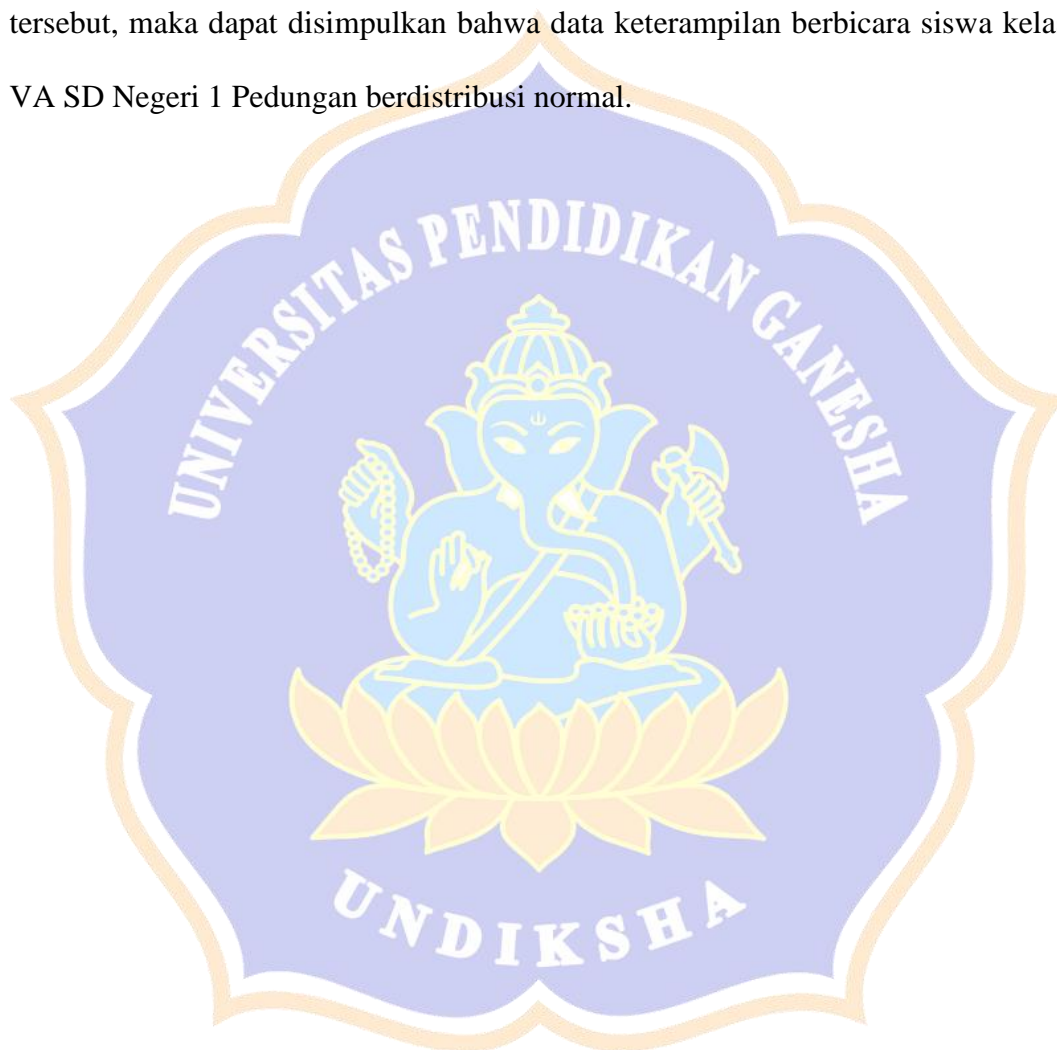 tersebut, maka dapat disimpulkan bahwa data keterampilan berbicara siswa kela
VA SD Negeri 1 Pedungan berdistribusi normal.
UNIVERSITAS PENDIDIKAN GANESHA
UNDIKSHA